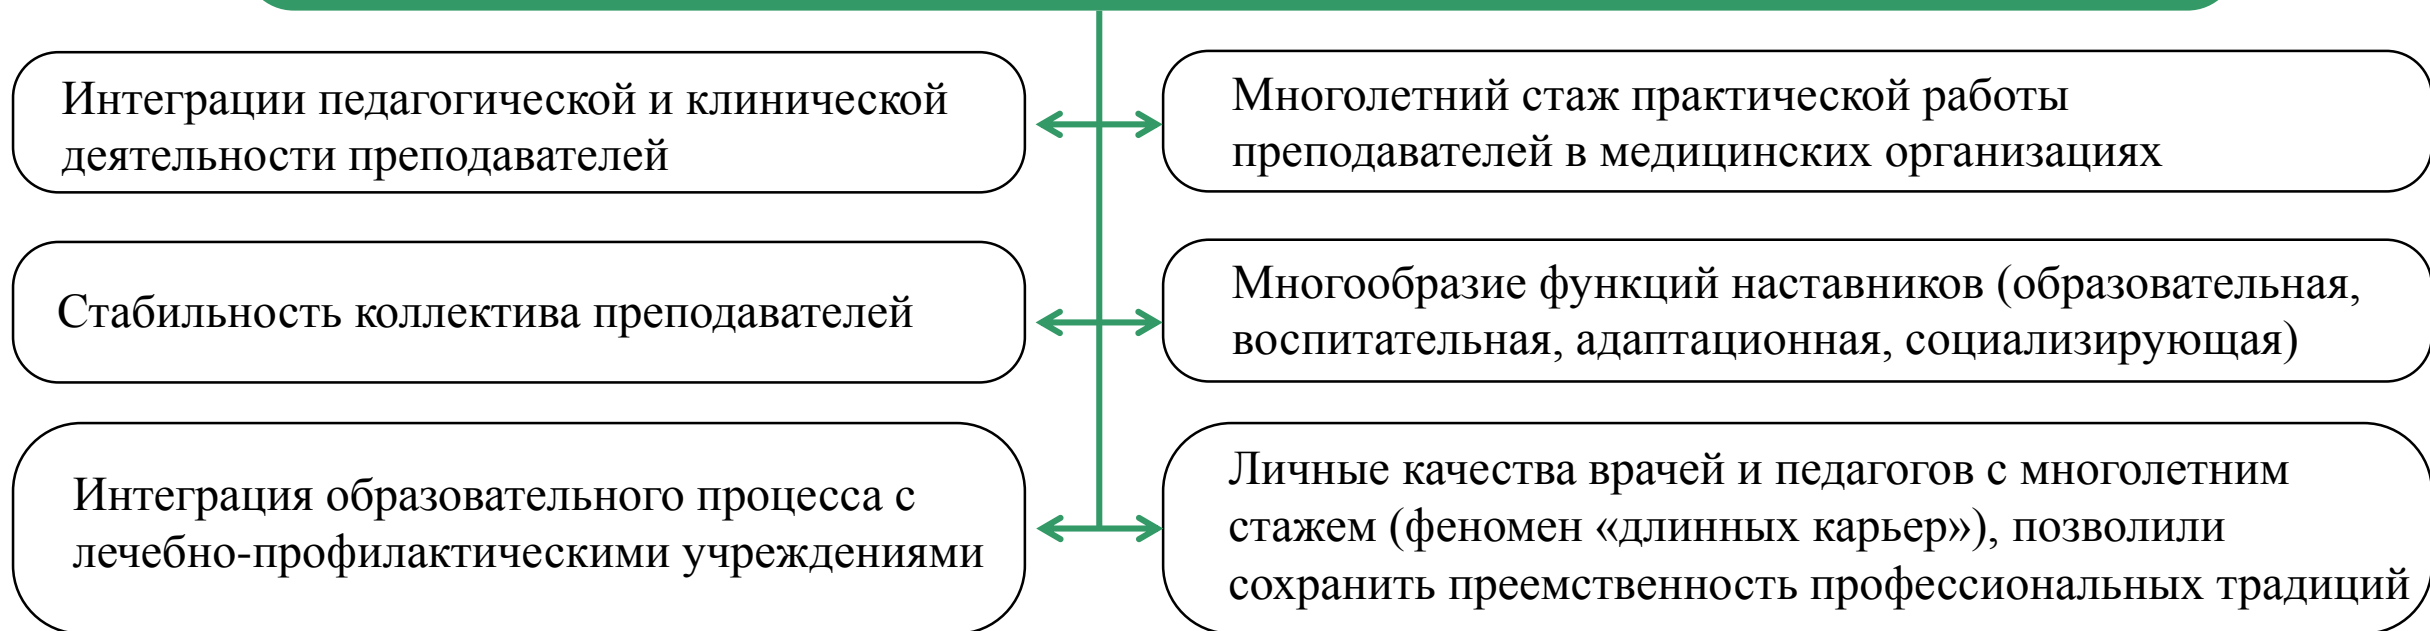 Интеграции педагогической и клинической
деятельности преподавателей
Многолетний стаж практической работы
преподавателей в медицинских организациях
Стабильность коллектива преподавателей
Многообразие функций наставников (образовательная,
воспитательная, адаптационная, социализирующая)
Интеграция образовательного процесса с
лечебно-профилактическими учреждениями
Личные качества врачей и педагогов с многолетним
стажем (феномен «длинных карьер»), позволили
сохранить преемственность профессиональных традиций